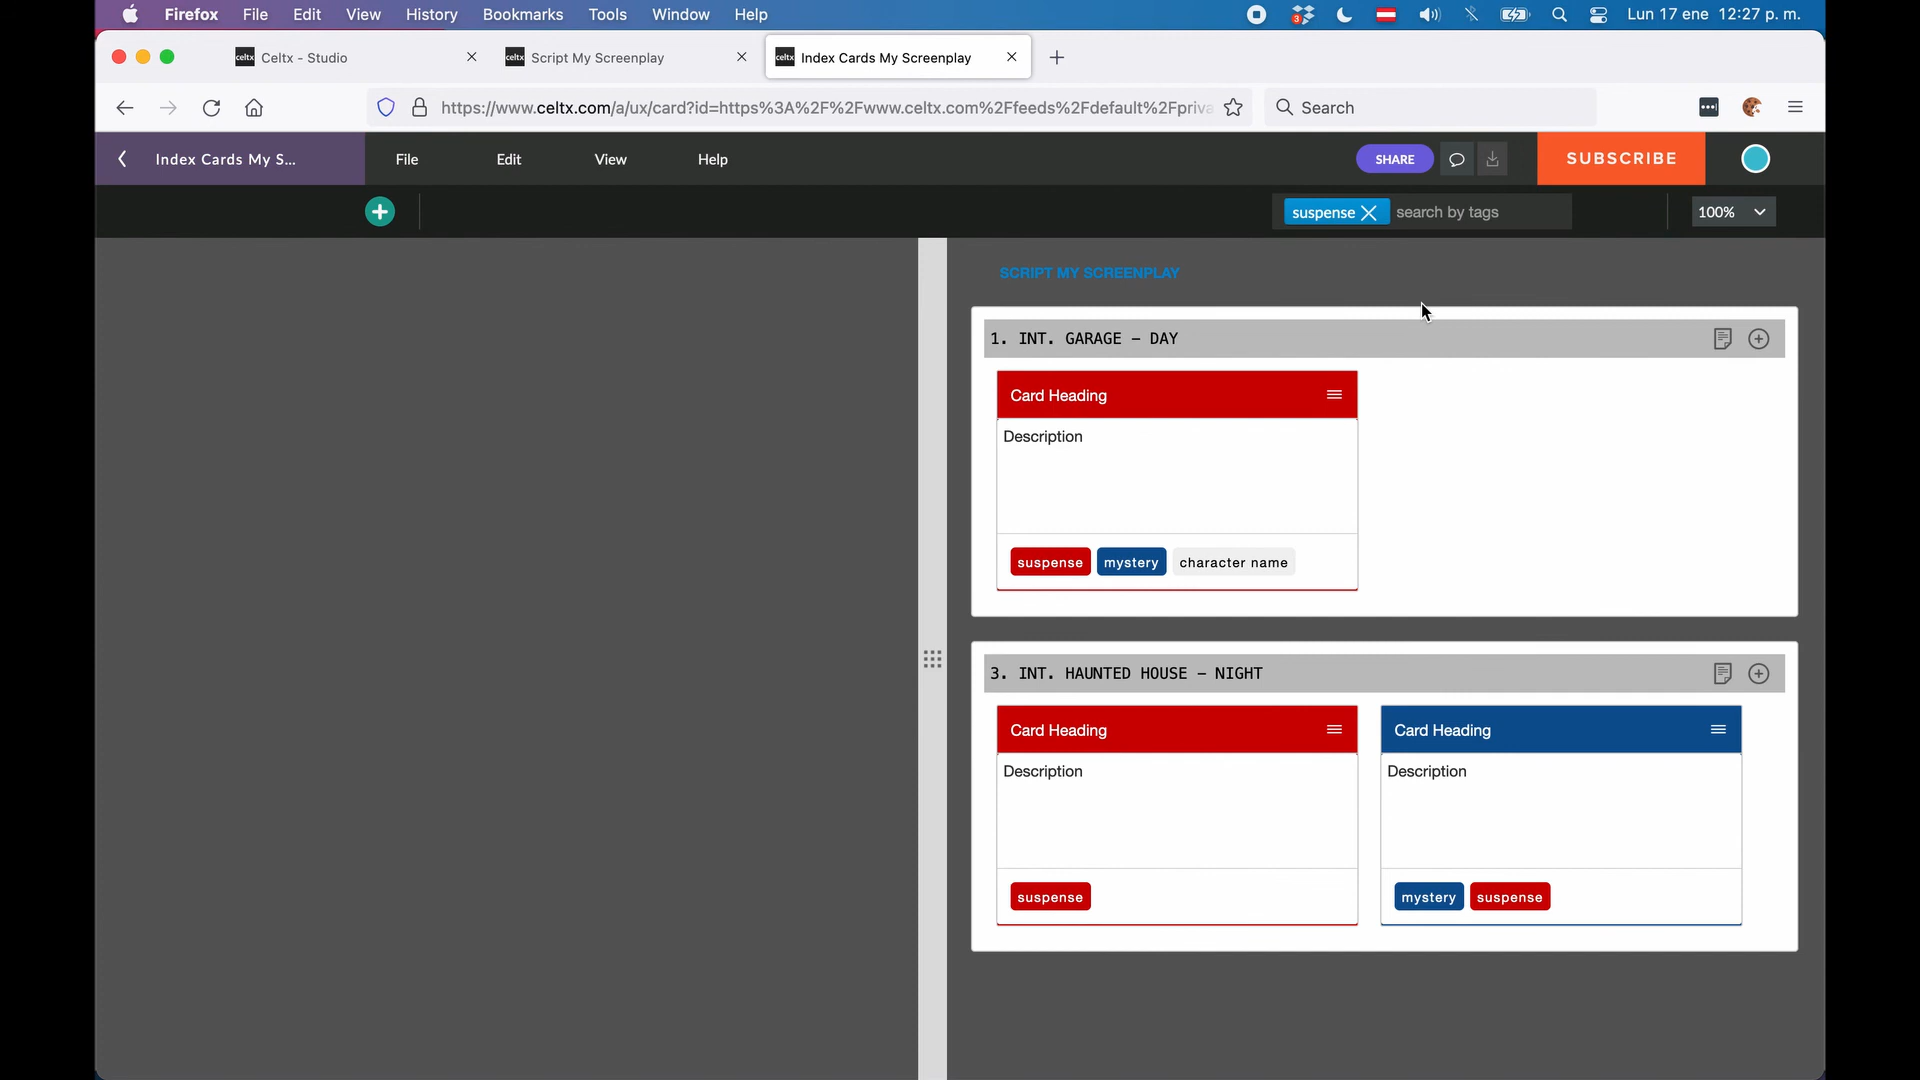 Firefox File Edit View History Bookmarks Tools Window Help 3 Lun 17 ene 12:27 p. m.
celtx Celtx - Studio celtx Script My Screenplay celtx Index Cards My Screenplay
https://www.celtx.com/a/ux/card?id=https%3A%2F%2Fwww.celtx.com%2Ffeeds%2Fdefault%2Fpriva Search
Index Cards My S... File Edit View Help SHARE SUBSCRIBE
suspense search by tags 100%
SCRIPT MY SCREENPLAY
1. INT. GARAGE - DAY
Card Heading
Description
suspense mystery character name
3. INT. HAUNTED HOUSE - NIGHT
Card Heading Card Heading
Description Description
suspense mystery suspense